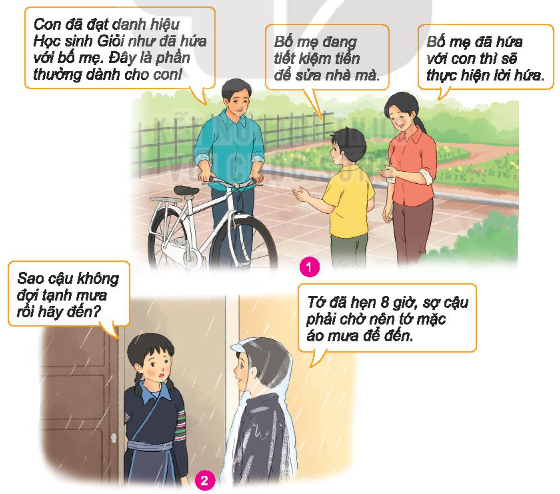 Con đã đạt danh hiệu
Học sinh Giỏi như đã hứa
với bố mẹ. Đây là phần
thưởng dành cho con!
Bố mẹ đang
tiết kiệm tiền
để sửa nhà mà.
Bố mẹ đã hứa
với con thì sẽ
thực hiện lời hứa.
1
Sao cậu không
đợi tạnh mưa
rồi hãy đến?
Tớ đã hẹn 8 giờ, sợ cậu
phải chờ nên tớ mặc
áo mưa để đến.
2